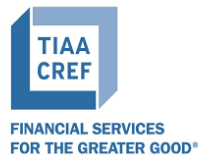 TIAA
CREF
FINANCIAL SERVICES
FOR THE GREATER GOOD®